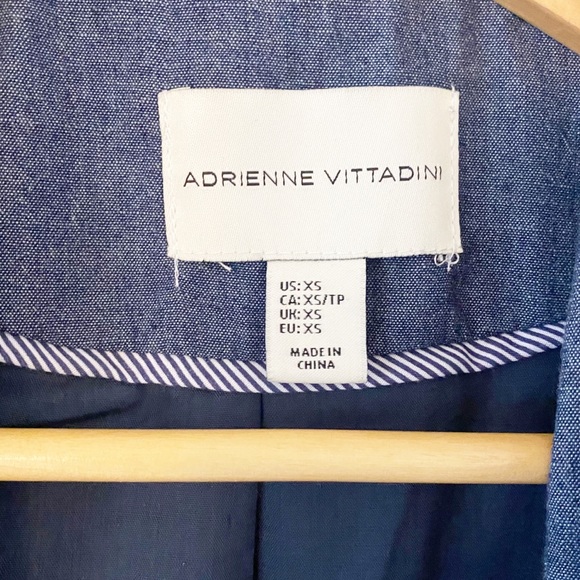 ADRIENNE VITTADINI
US: XS
CA: XS/TP
UK: XS
EU: XS
MADE IN
CHINA